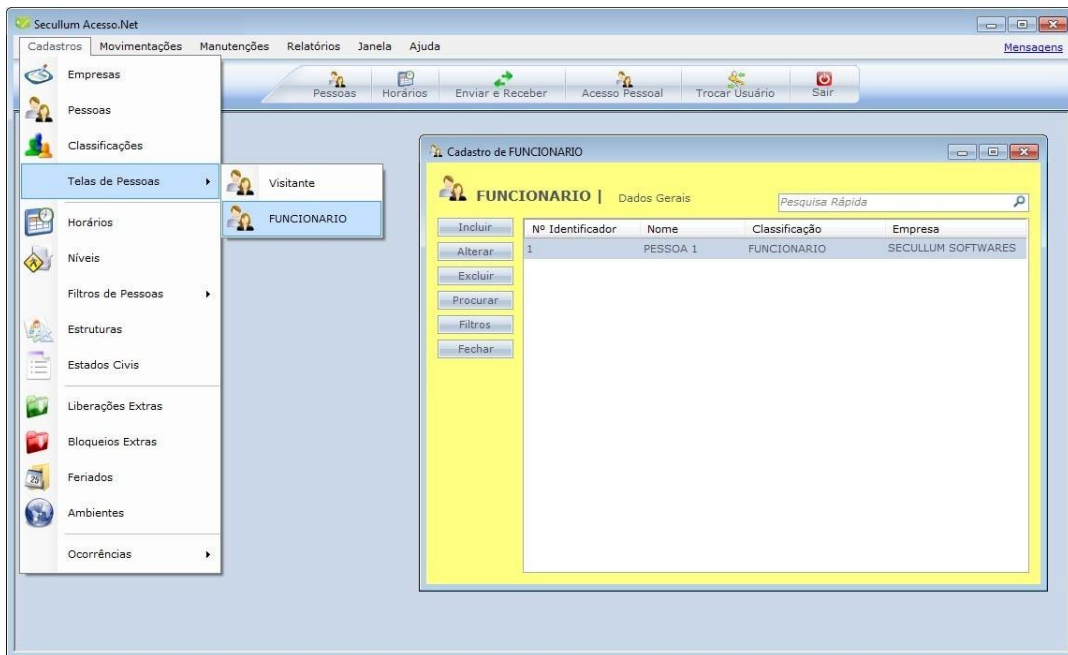 Secullum Acesso.Net
Cadastros Movimentações Manutenções Relatórios Janela Ajuda
Mensagens
Pessoas Horários Enviar e Receber Acesso Pessoal Trocar Usuário Sair
Empresas
Pessoas
Classificações
Telas de Pessoas
Visitante
FUNCIONARIO
Horários
Níveis
Filtros de Pessoas
Estruturas
Estados Civis
Liberações Extras
Bloqueios Extras
25
Feriados
Ambientes
Ocorrências
Cadastro de FUNCIONARIO
FUNCIONARIO | Dados Gerais
Pesquisa Rápida
Incluir
Alterar
Excluir
Procurar
Filtros
Fechar
Nº Identificador Nome Classificação Empresa
1 PESSOA 1 FUNCIONARIO SECULLUM SOFTWARES